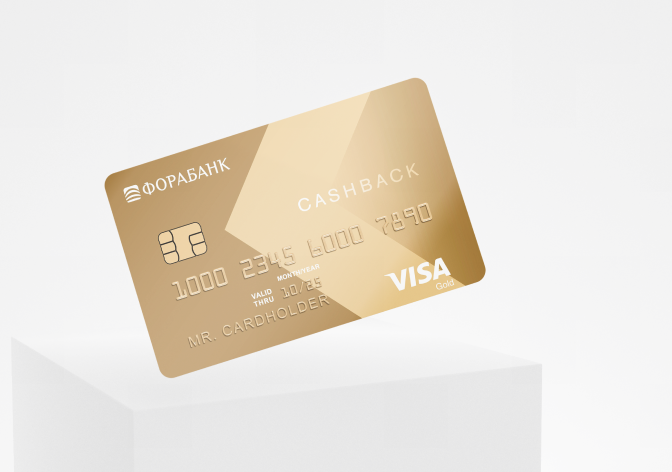 ФОРАБАНК
CASHBACK
1000 2345 6000 7890
MONTH/YEAR
VALID THRU 10/25
MR. CARDHOLDER
VISA
Gold